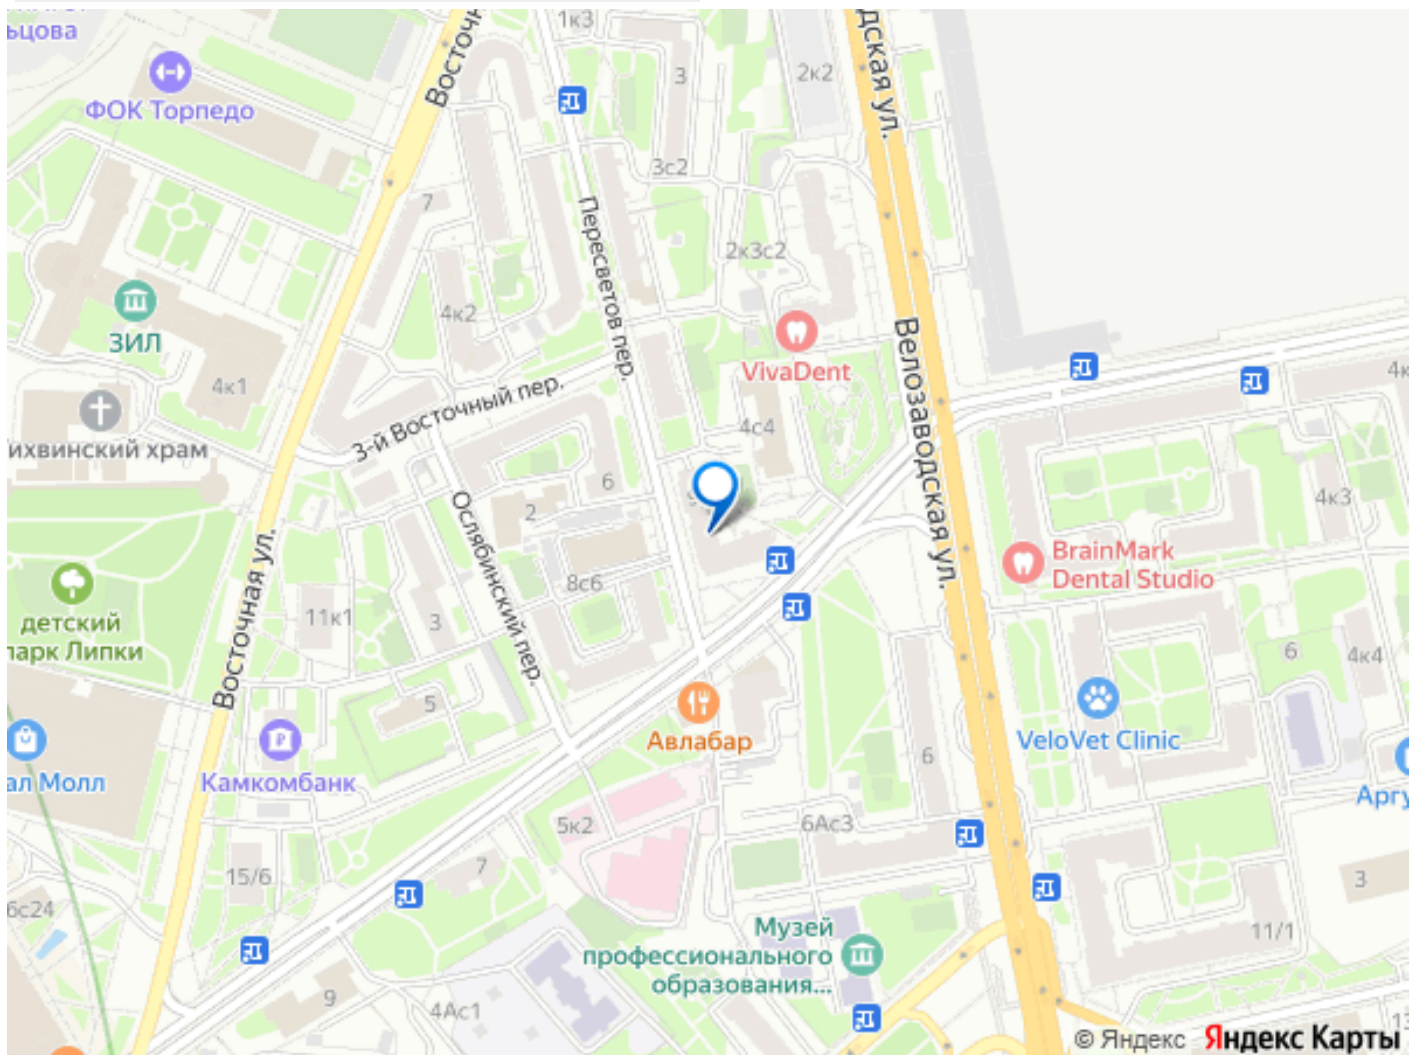 ьцова
ФОК Торпедо
Восточн
1к3
3
2к2
дская ул.
3с2
7
Пересветов пер.
2к3с2
4к2
ЗИЛ
VivaDent
4к1
3-й Восточный пер.
Велозаводская ул.
4к
ихвинский храм
4с4
6
2
4к3
Ослябинский пер.
BrainMark
Dental Studio
8с6
детский
парк Липки
11к1
3
Восточная ул.
6
4к4
5
Авлабар
VeloVet Clinic
ал Молл
Камкомбанк
6
Аргу
5к2
6Ас3
7
15/6
3
6с24
11/1
Музей
профессионального
образования...
9
4Ас1
13
© Яндекс Яндекс Карты